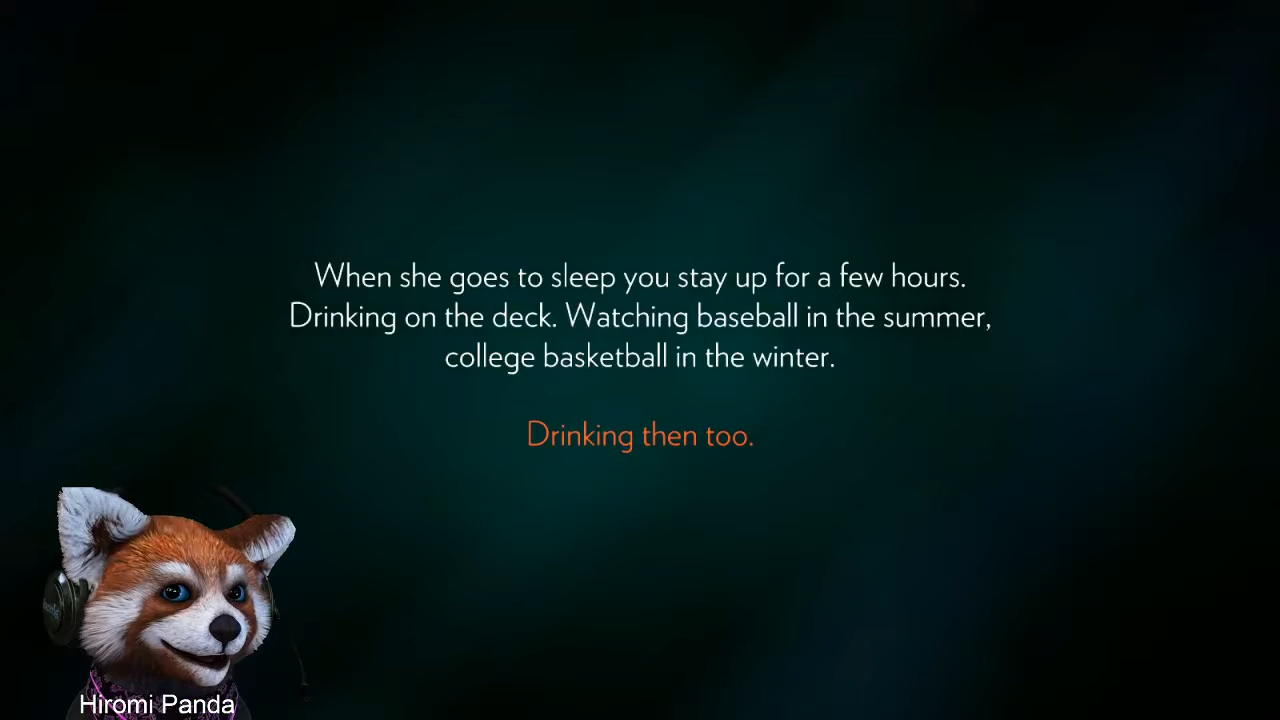 When she goes to sleep you stay up for a few hours.
Drinking on the deck. Watching baseball in the summer,
college basketball in the winter.
Drinking then too.
Hiromi Panda